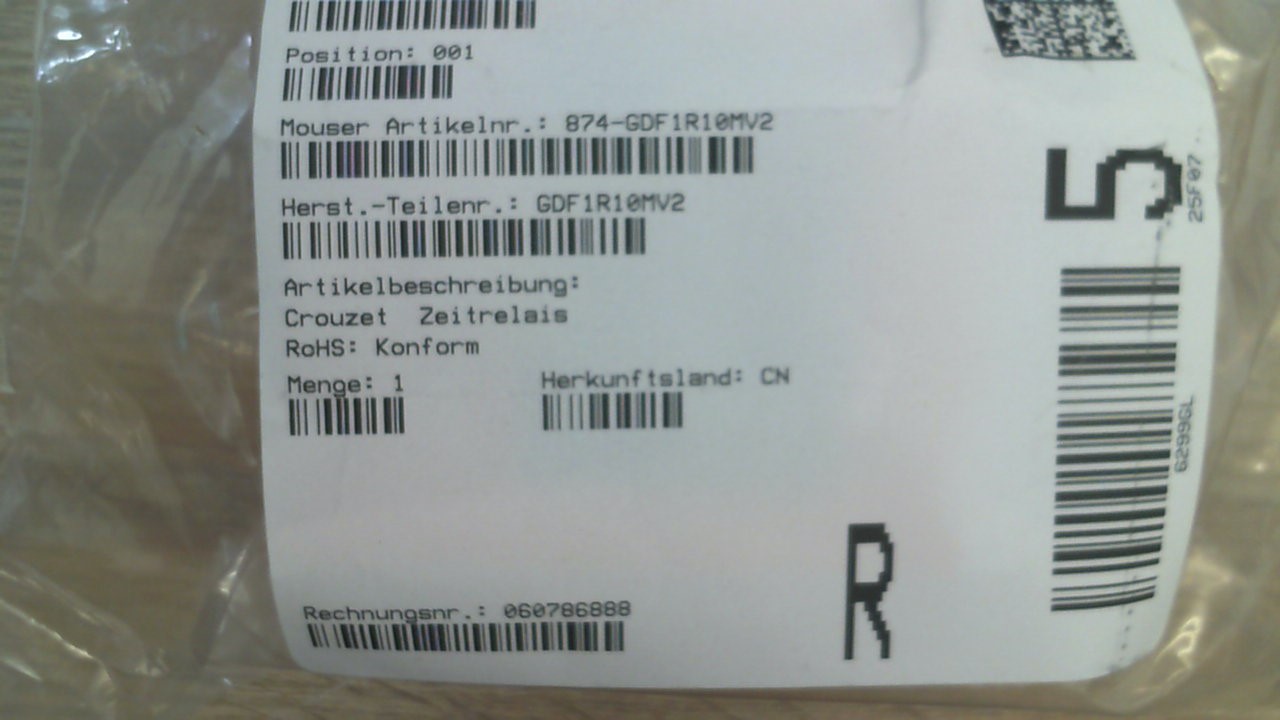 Position: 001
Mouser Artikelnr.: 874-GDF1R10MV2
Herst.-Teilenr.: GDF1R10MV2
Artikelbeschreibung:
Crouzet Zeitrelais
RoHS: Konform
Menge: 1
Herkunftsland: CN
Rechnungsnr.: 060786888
R
5
25F07
6299GL